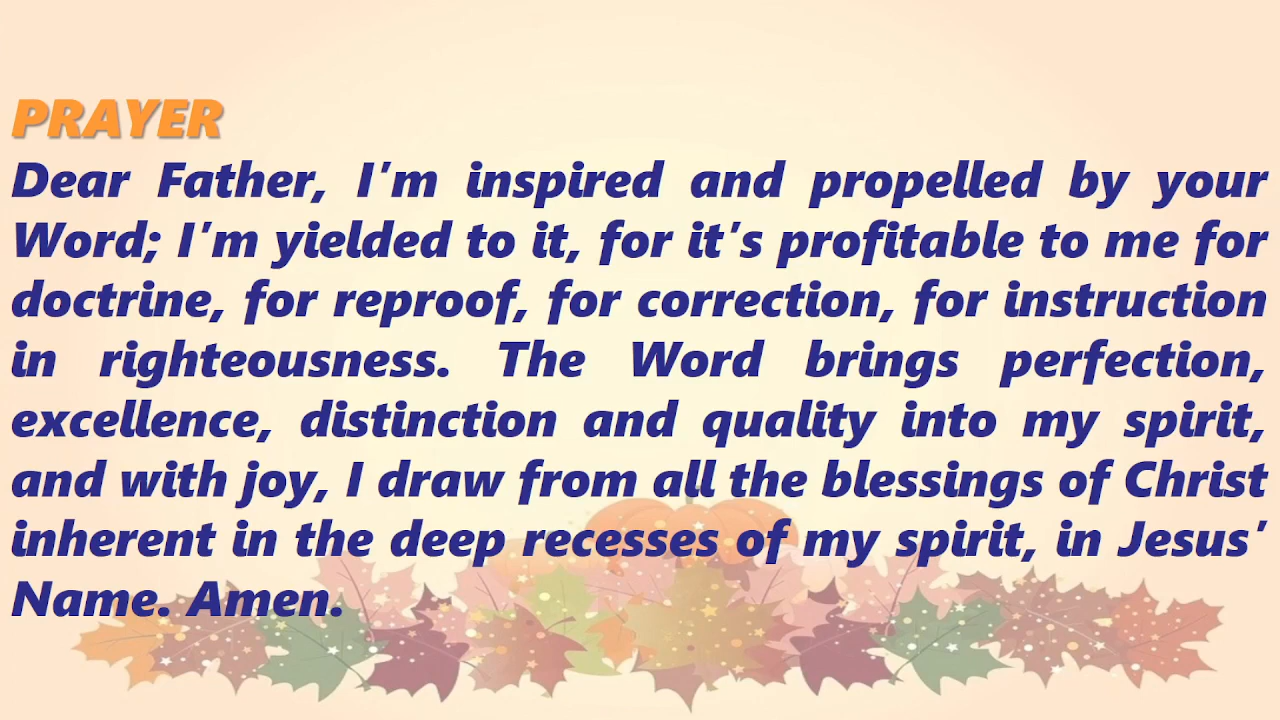 PRAYER
Dear Father, I'm inspired and propelled by your
Word; I'm yielded to it, for it's profitable to me for
doctrine, for reproof, for correction, for instruction
in righteousness. The Word brings perfection,
excellence, distinction and quality into my spirit,
and with joy, I draw from all the blessings of Christ
inherent in the deep recesses of my spirit, in Jesus'
Name. Amen.